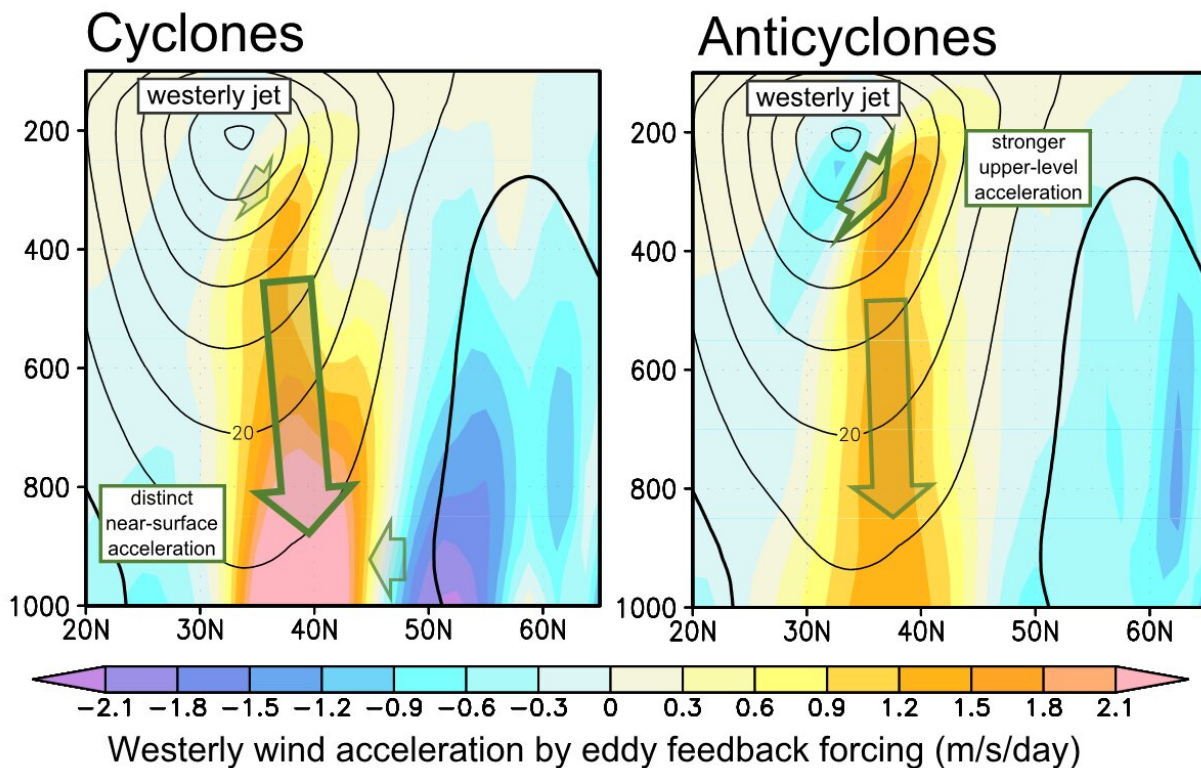 Cyclones
Anticyclones
westerly jet
westerly jet
stronger
upper-level
acceleration
200
400
600
800
1000
20
distinct
near-surface
acceleration
20N
30N
40N
50N
60N
200
400
600
800
1000
20
20N
30N
40N
50N
60N
−2.1 −1.8 −1.5 −1.2 −0.9 −0.6 −0.3 0 0.3 0.6 0.9 1.2 1.5 1.8 2.1
Westerly wind acceleration by eddy feedback forcing (m/s/day)